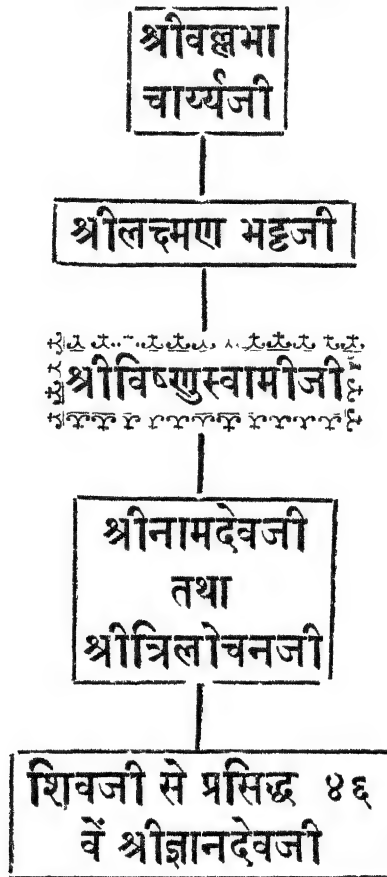 श्रीवल्लभा
चार्य्यजी
श्रीलक्ष्मण भट्टजी
श्रीविष्णुस्वामीजी
श्रीनामदेवजी
तथा
श्रीत्रिलोचनजी
शिवजी से प्रसिद्ध ४६
वें श्रीज्ञानदेवजी